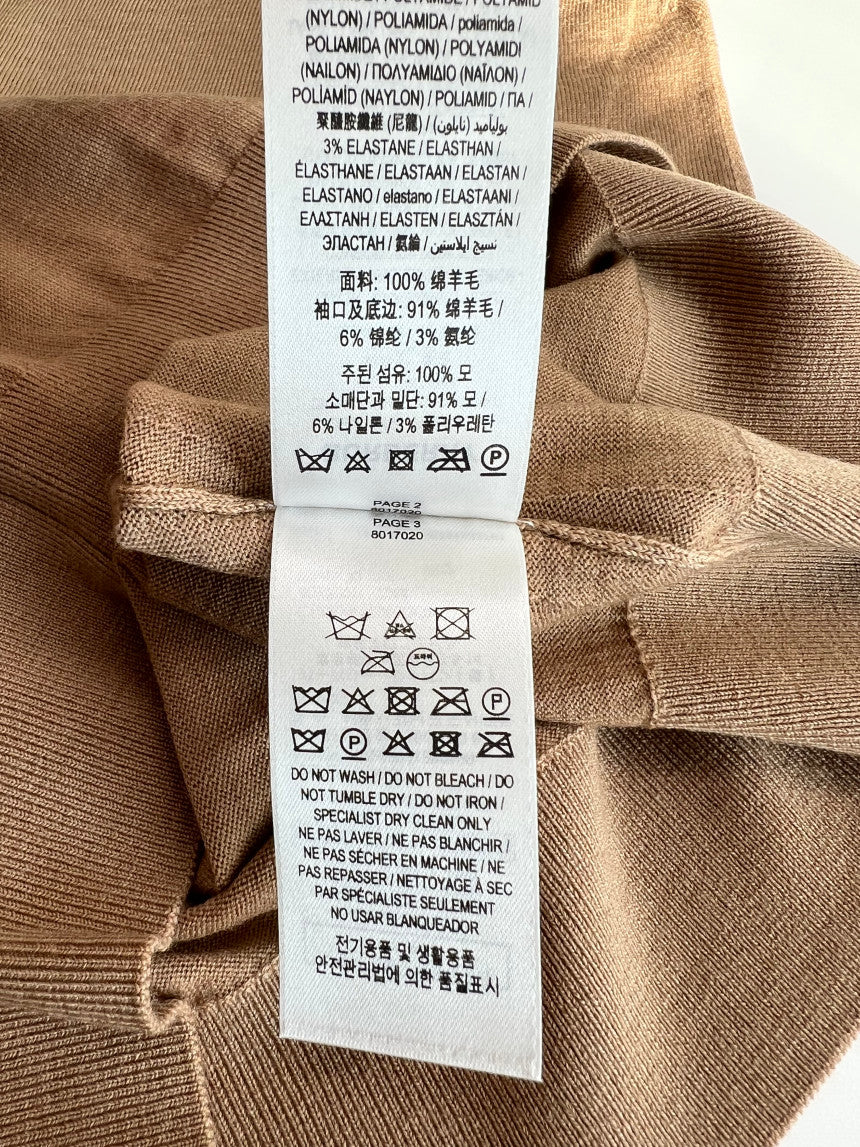 (NYLON) / POLIAMIDA / poliamida /
POLIAMIDA (NYLON) / POLYAMIDI
(NAILON) / ΠΟΛΥΑΜΙΔΙΟ (ΝΑΪΛΟΝ) /
POLİAMİD (NAYLON) / POLIAMID / ПА /
聚醯胺纖維 (尼龍) / بوليأميد (نايلون) /
3% ELASTANE / ELASTHAN /
ÉLASTHANE / ELASTAAN / ELASTAN /
ELASTANO / elastano / ELASTAANI /
ΕΛΑΣΤΑΝΗ / ELASTEN / ELASZTÁN /
ЭЛАСТАН / 氨綸 / نسيج إيلاستين
面料: 100% 绵羊毛
袖口及底边: 91% 绵羊毛 /
6% 锦纶 / 3% 氨纶
주된 섬유: 100% 모
소매단과 밑단: 91% 모 /
6% 나일론 / 3% 폴리우레탄
P
PAGE 2
8017020
PAGE 3
8017020
드라이
P
P
DO NOT WASH / DO NOT BLEACH / DO
NOT TUMBLE DRY / DO NOT IRON /
SPECIALIST DRY CLEAN ONLY
NE PAS LAVER / NE PAS BLANCHIR /
NE PAS SÉCHER EN MACHINE / NE
PAS REPASSER / NETTOYAGE À SEC
PAR SPÉCIALISTE SEULEMENT
NO USAR BLANQUEADOR
전기용품 및 생활용품
안전관리법에 의한 품질표시